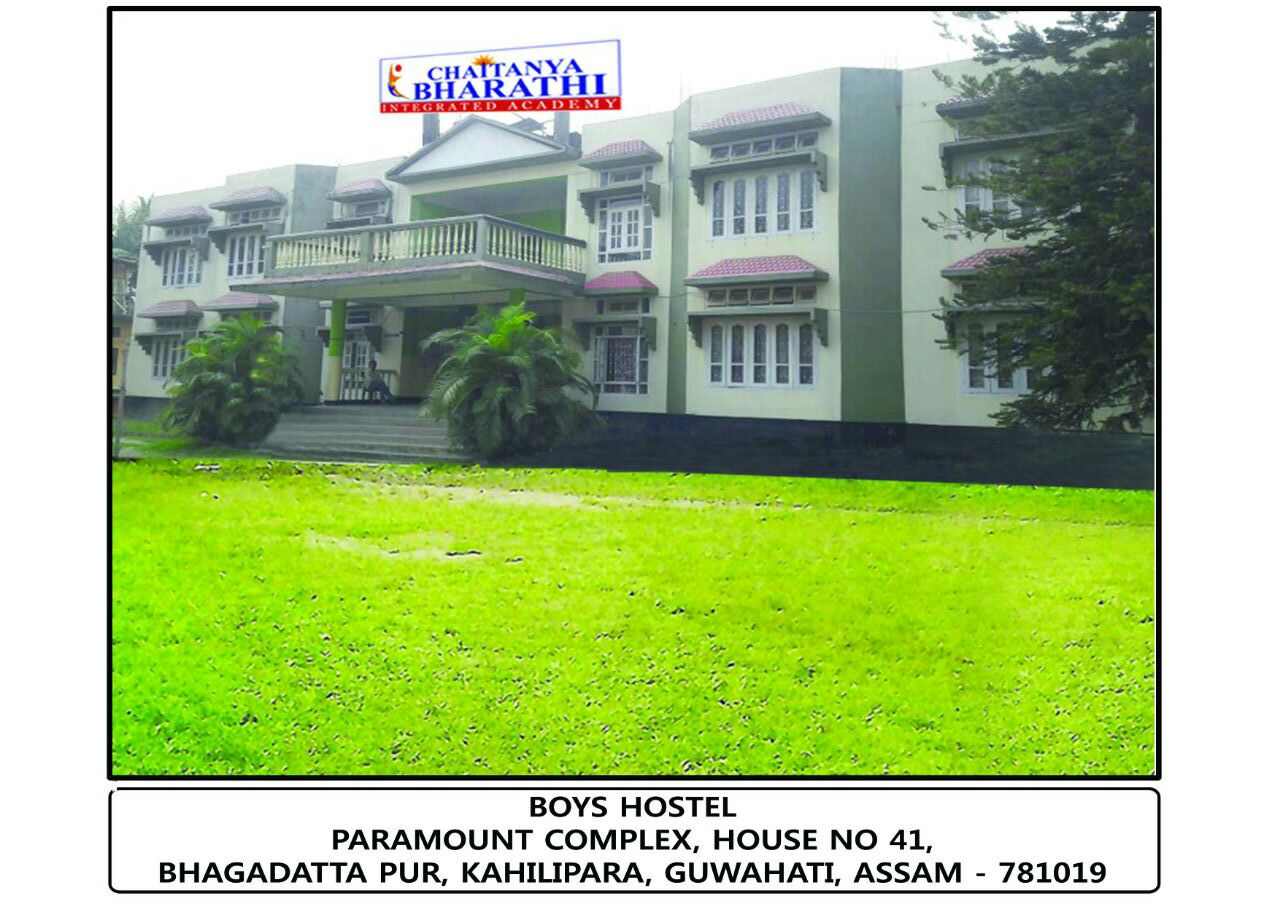 CHAITANYA
BHARATHI
INTEGRATED ACADEMY
BOYS HOSTEL
PARAMOUNT COMPLEX, HOUSE NO 41,
BHAGADATTA PUR, KAHILIPARA, GUWAHATI, ASSAM - 781019